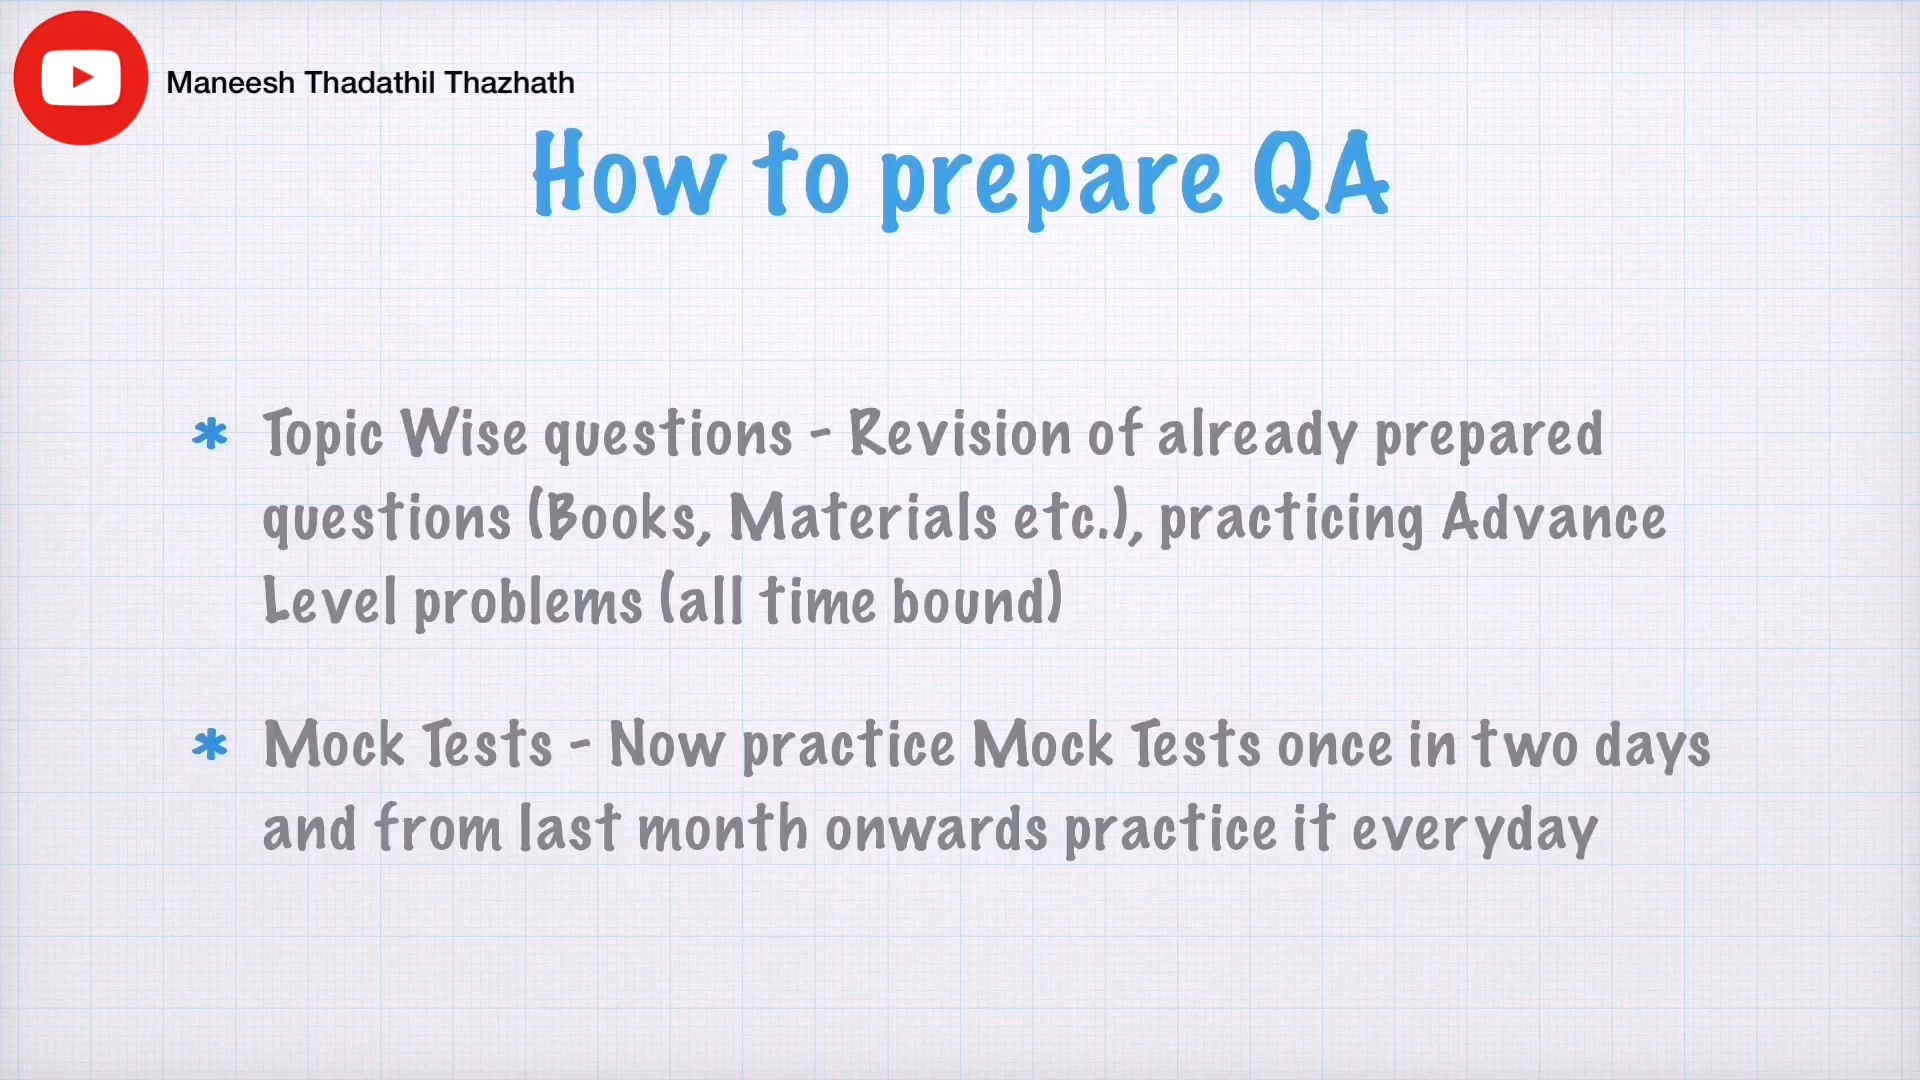 Maneesh Thadathil Thazhath
How to prepare QA
* Topic Wise questions - Revision of already prepared
questions (Books, Materials etc.), practicing Advance
Level problems (all time bound)
* Mock Tests - Now practice Mock Tests once in two days
and from last month onwards practice it everyday